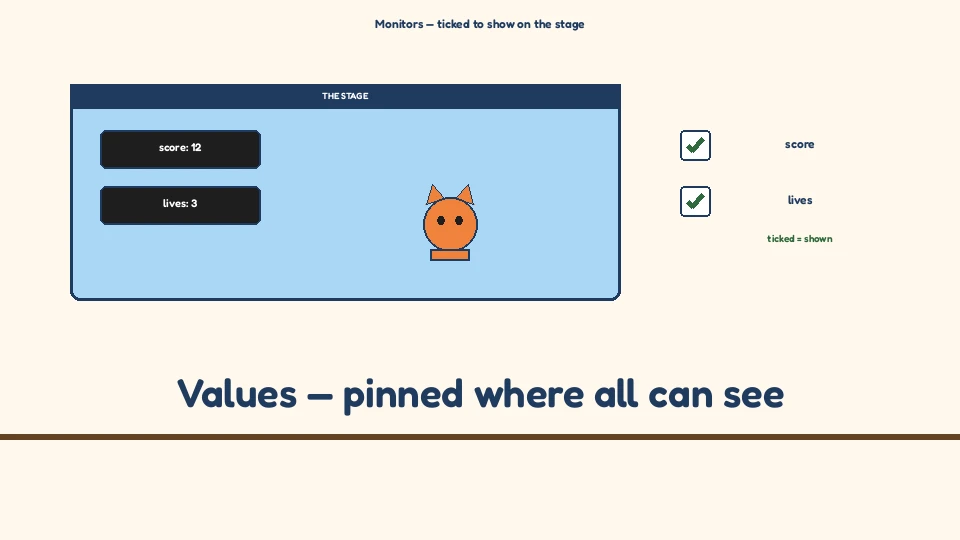 Monitors — ticked to show on the stage
THE STAGE
score: 12
lives: 3
score
lives
ticked = shown
Values — pinned where all can see